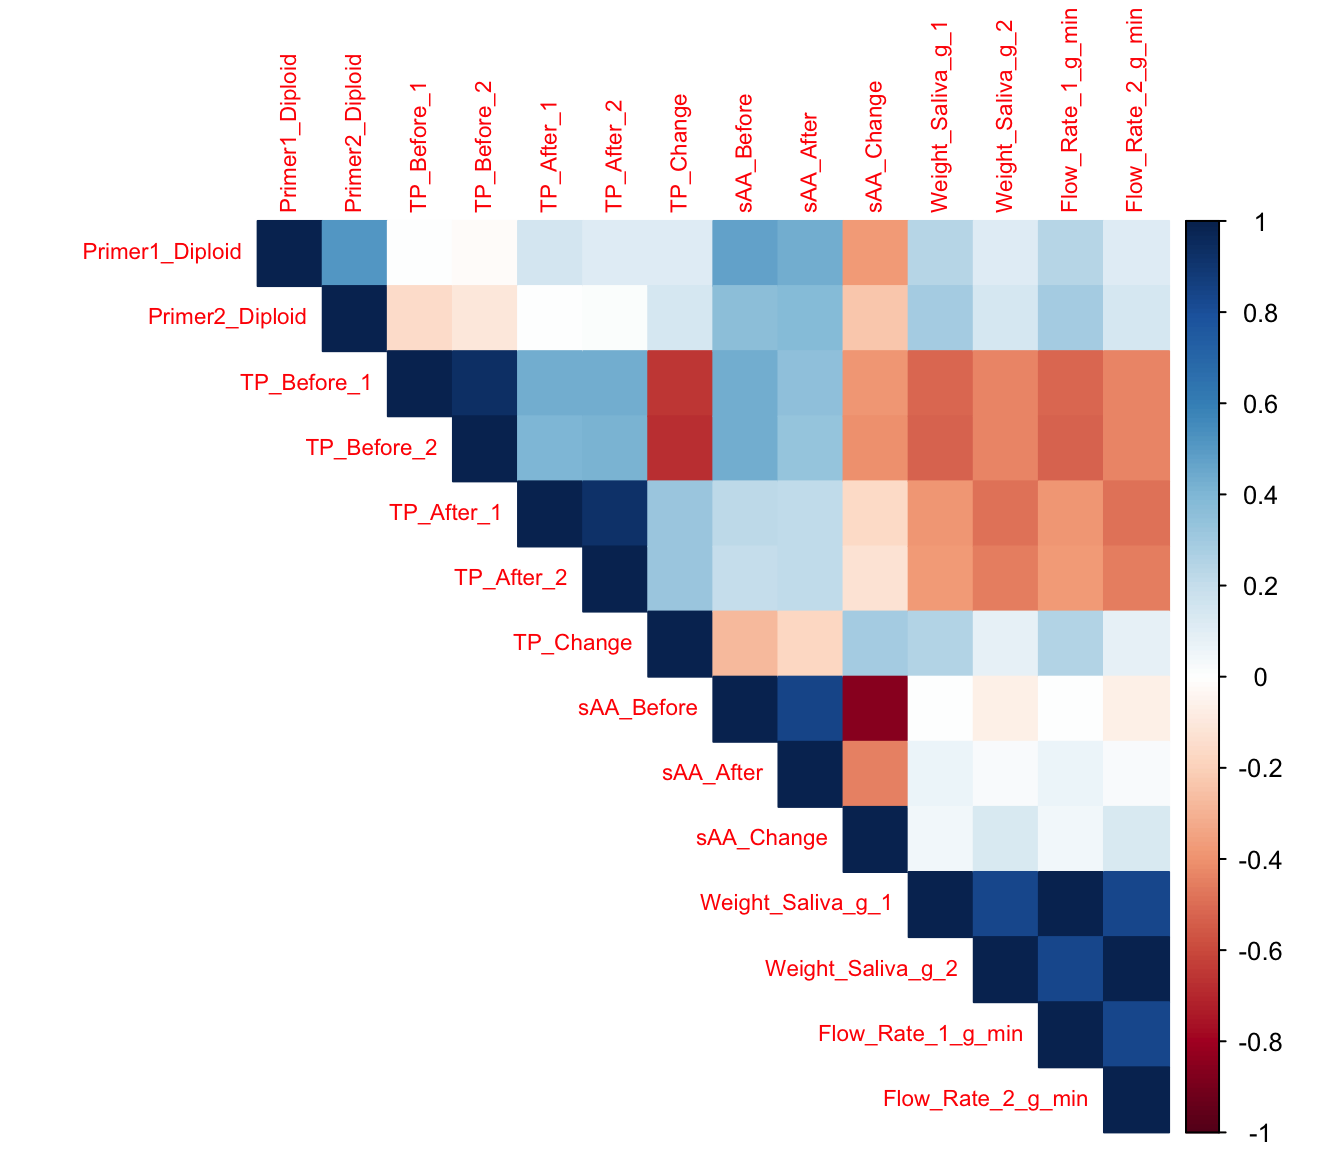 Primer1_Diploid
Primer2_Diploid
TP_Before_1
TP_Before_2
TP_After_1
TP_After_2
TP_Change
sAA_Before
sAA_After
sAA_Change
Weight_Saliva_g_1
Weight_Saliva_g_2
Flow_Rate_1_g_min
Flow_Rate_2_g_min
Primer1_Diploid
Primer2_Diploid
TP_Before_1
TP_Before_2
TP_After_1
TP_After_2
TP_Change
sAA_Before
sAA_After
sAA_Change
Weight_Saliva_g_1
Weight_Saliva_g_2
Flow_Rate_1_g_min
Flow_Rate_2_g_min
1
0.8
0.6
0.4
0.2
0
-0.2
-0.4
-0.6
-0.8
-1